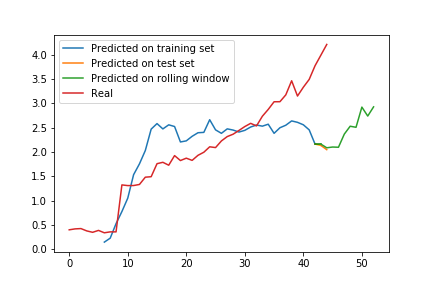 Predicted on training set
Predicted on test set
Predicted on rolling window
Real
4.0
3.5
3.0
2.5
2.0
1.5
1.0
0.5
0.0
0 10 20 30 40 50